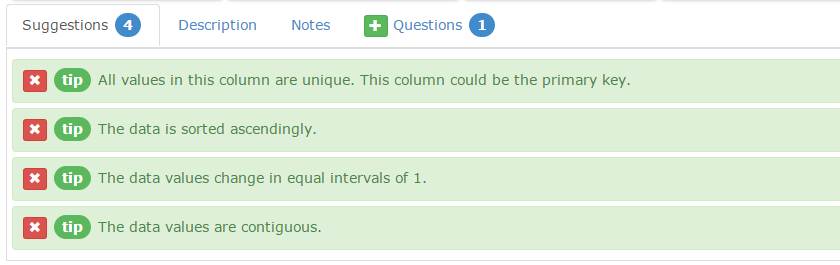 Suggestions 4 Description Notes Questions 1
tip All values in this column are unique. This column could be the primary key.
tip The data is sorted ascendingly.
tip The data values change in equal intervals of 1.
tip The data values are contiguous.